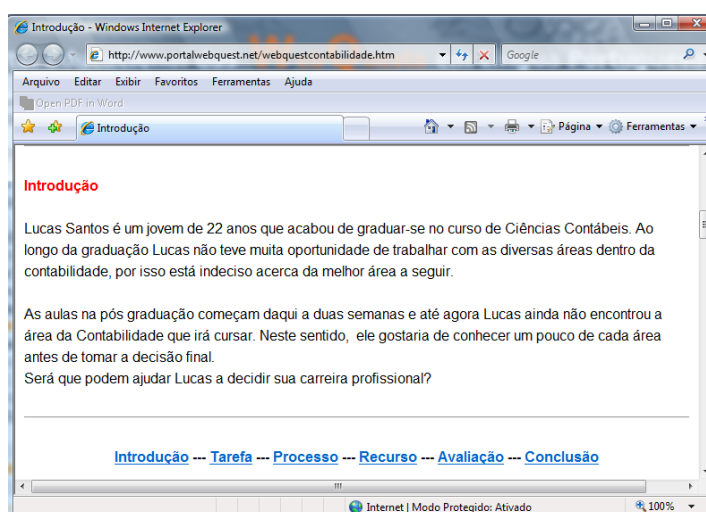 Introdução - Windows Internet Explorer
http://www.portalwebquest.net/webquestcontabilidade.htm Google
Arquivo Editar Exibir Favoritos Ferramentas Ajuda
Open PDF in Word
Introdução Página Ferramentas
Introdução
Lucas Santos é um jovem de 22 anos que acabou de graduar-se no curso de Ciências Contábeis. Ao
longo da graduação Lucas não teve muita oportunidade de trabalhar com as diversas áreas dentro da
contabilidade, por isso está indeciso acerca da melhor área a seguir.
As aulas na pós graduação começam daqui a duas semanas e até agora Lucas ainda não encontrou a
área da Contabilidade que irá cursar. Neste sentido, ele gostaria de conhecer um pouco de cada área
antes de tomar a decisão final.
Será que podem ajudar Lucas a decidir sua carreira profissional?
Introdução --- Tarefa --- Processo --- Recurso --- Avaliação --- Conclusão
Internet | Modo Protegido: Ativado 100%